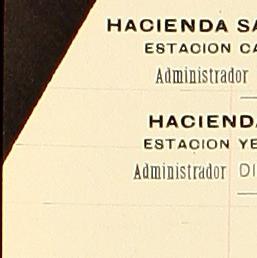 HACIENDA SA
ESTACION CA
Administrador
HACIENDA
ESTACION YE
Administrador DI